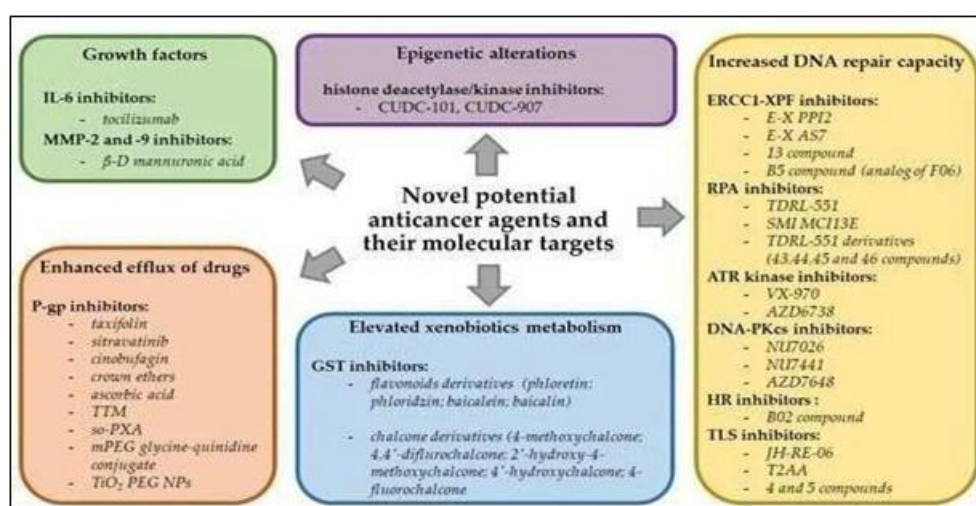 Growth factors
IL-6 inhibitors:
- tocilizumab
MMP-2 and -9 inhibitors:
- β-D mannuronic acid
Epigenetic alterations
histone deacetylase/kinase inhibitors:
- CUDC-101, CUDC-907
Increased DNA repair capacity
ERCC1-XPF inhibitors:
- E-X PPI2
- E-X AS7
- 13 compound
- B5 compound (analog of F06)
RPA inhibitors:
- TDRL-551
- SMI MCI13E
- TDRL-551 derivatives
(43,44,45 and 46 compounds)
ATR kinase inhibitors:
- VX-970
- AZD6738
DNA-PKcs inhibitors:
- NU7026
- NU7441
- AZD7648
HR inhibitors :
- B02 compound
TLS inhibitors:
- JH-RE-06
- T2AA
- 4 and 5 compounds
Novel potential
anticancer agents and
their molecular targets
Enhanced efflux of drugs
P-gp inhibitors:
- taxifolin
- sitravatinib
- cinobufagin
- crown ethers
- ascorbic acid
- TTM
- so-PXA
- mPEG glycine-quinidine
conjugate
- TiO₂ PEG NPs
Elevated xenobiotics metabolism
GST inhibitors:
- flavonoids derivatives (phloretin;
phloridzin; baicalein; baicalin)
- chalcone derivatives (4-methoxychalcone;
4,4'-diflurochalcone; 2'-hydroxy-4-
methoxychalcone; 4'-hydroxychalcone; 4-
fluorochalcone